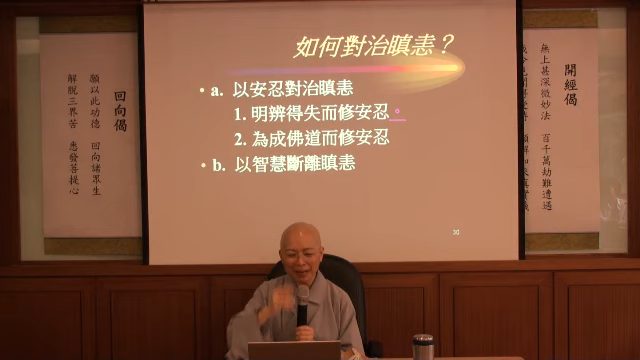 如何對治瞋恚？
• a. 以安忍對治瞋恚
1. 明辨得失而修安忍。
2. 為成佛道而修安忍
• b. 以智慧斷離瞋恚
開經偈
無上甚深微妙法 百千萬劫難遭遇
回向偈
願以此功德 回向諸眾生
解脫三界苦 悉發菩提心